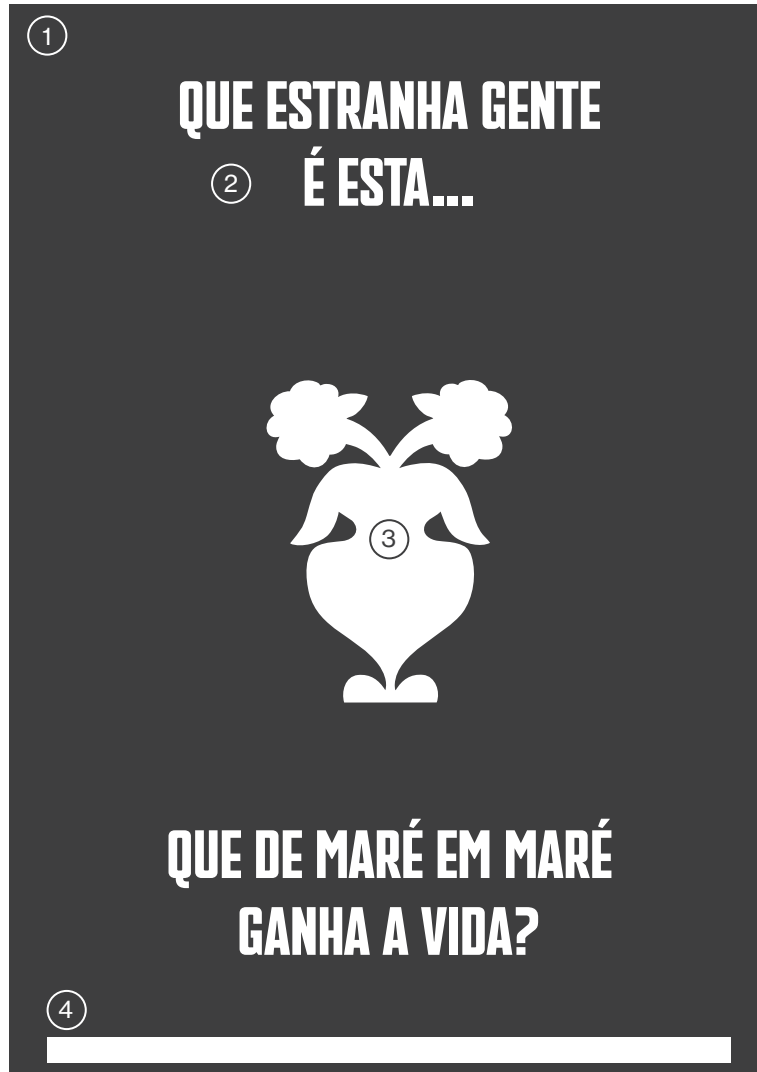 1
QUE ESTRANHA GENTE
2 É ESTA...
3
QUE DE MARÉ EM MARÉ
GANHA A VIDA?
4